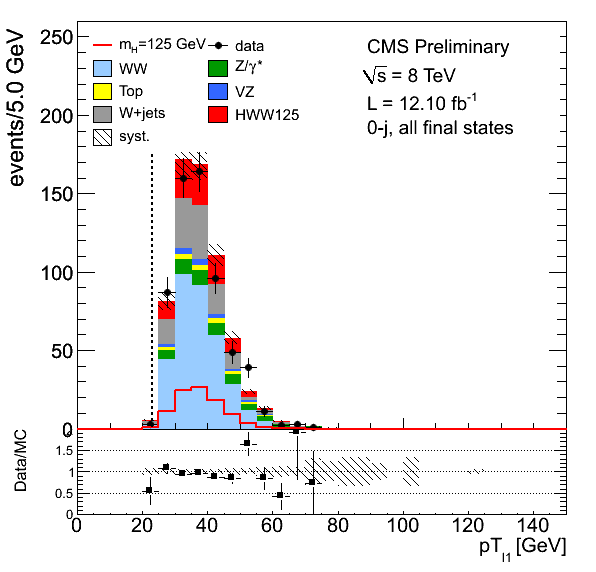 events/5.0 GeV
250
200
150
100
50
0
m_H=125 GeV
data
WW
Z/γ*
Top
VZ
W+jets
HWW125
syst.
CMS Preliminary
√s = 8 TeV
L = 12.10 fb⁻¹
0-j, all final states
Data/MC
2
1.5
1
0.5
0
0 20 40 60 80 100 120 140
pT_l1 [GeV]